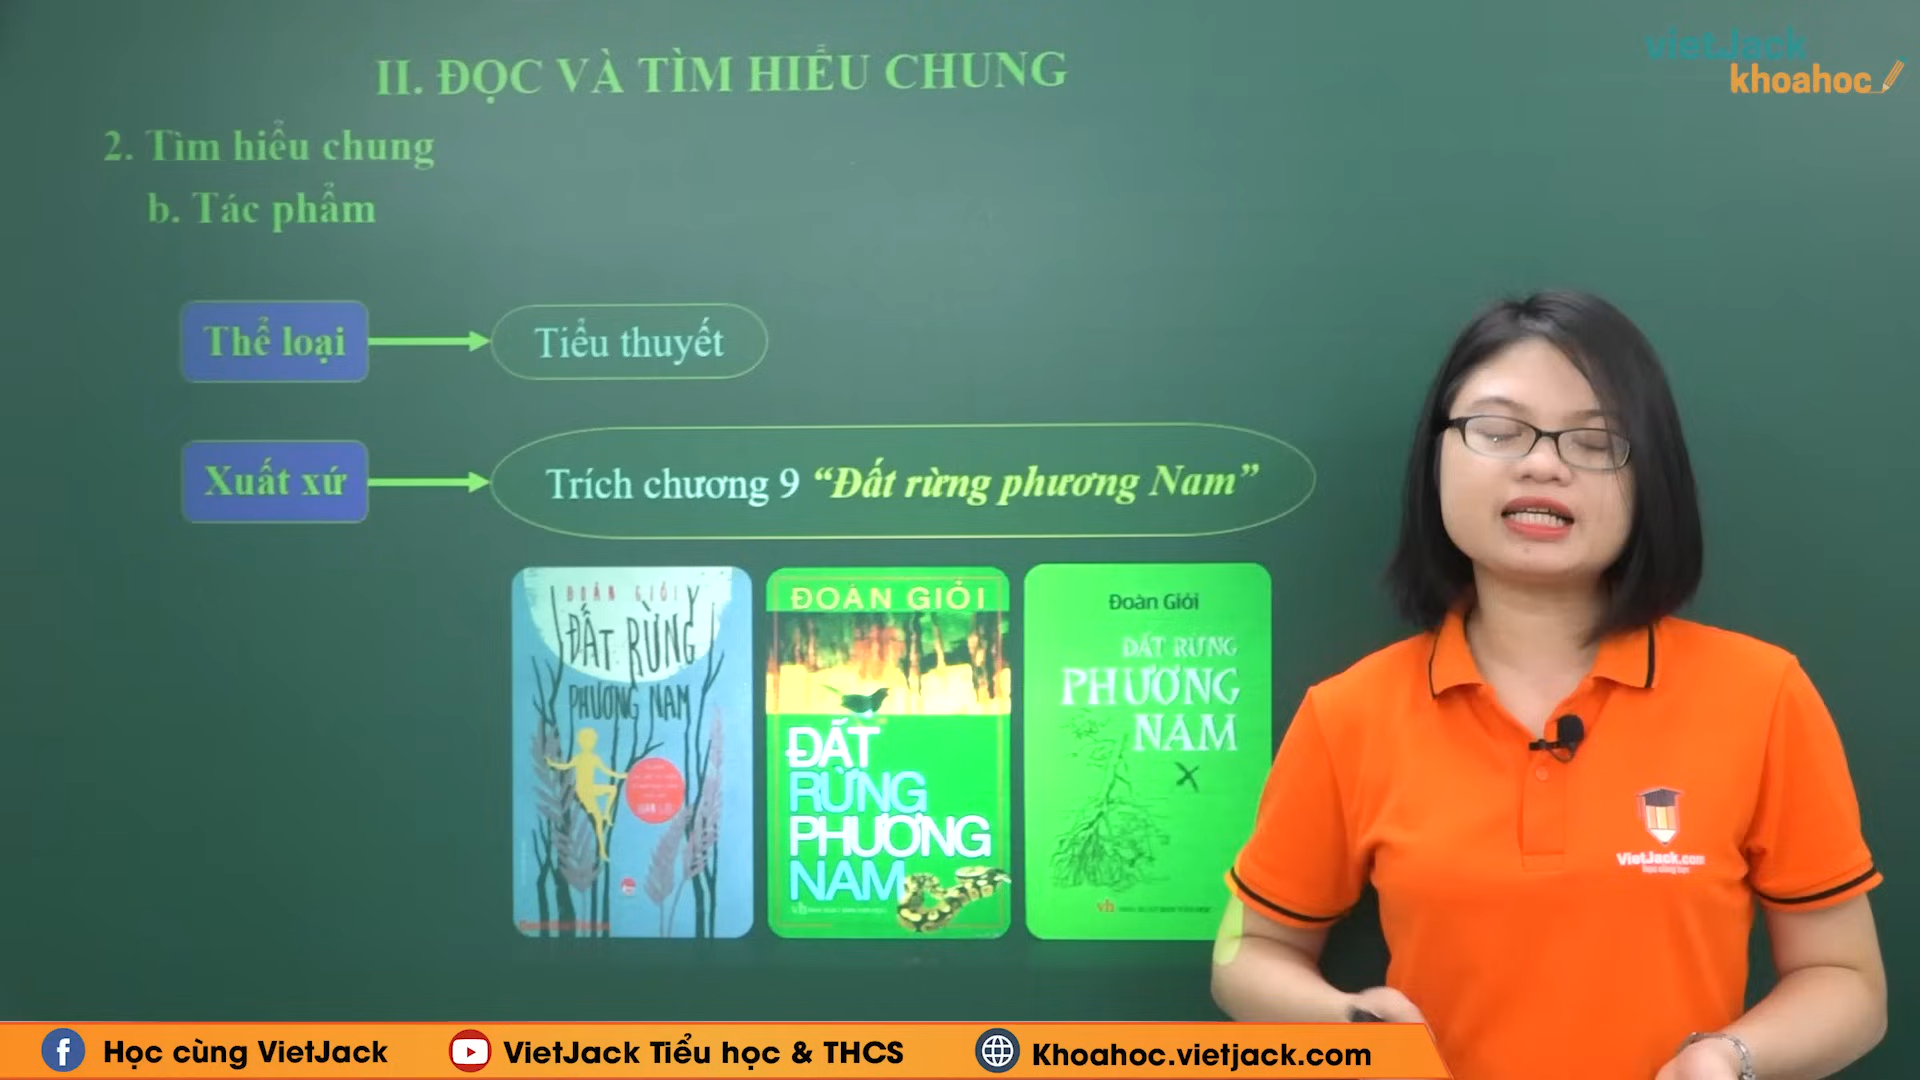 II. ĐỌC VÀ TÌM HIỂU CHUNG
vietJack
khoahoc
2. Tìm hiểu chung
b. Tác phẩm
Thể loại
Tiểu thuyết
Xuất xứ
Trích chương 9 “Đất rừng phương Nam”
ĐOÀN GIỎI
ĐẤT RỪNG
PHƯƠNG NAM
ĐOÀN GIỎI
ĐẤT
RỪNG
PHƯƠNG
NAM
Đoàn Giỏi
ĐẤT RỪNG
PHƯƠNG
NAM
VietJack.com
Học cùng VietJack
VietJack Tiểu học & THCS
Khoahoc.vietjack.com